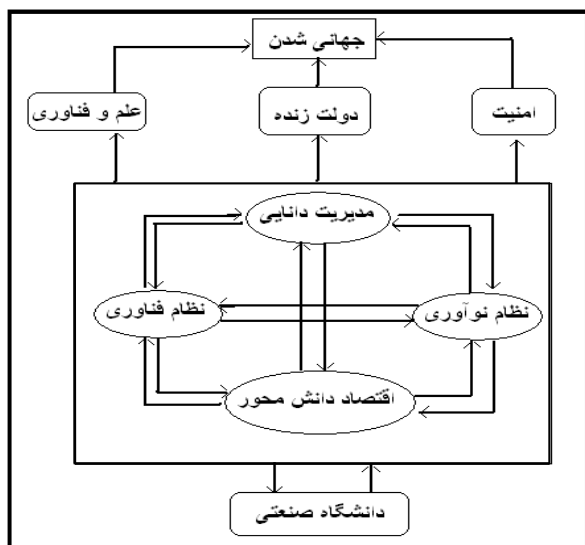 جهانی شدن
امنیت
دولت زنده
علم و فناوری
مدیریت دانایی
نظام نوآوری
نظام فناوری
اقتصاد دانش محور
دانشگاه صنعتی